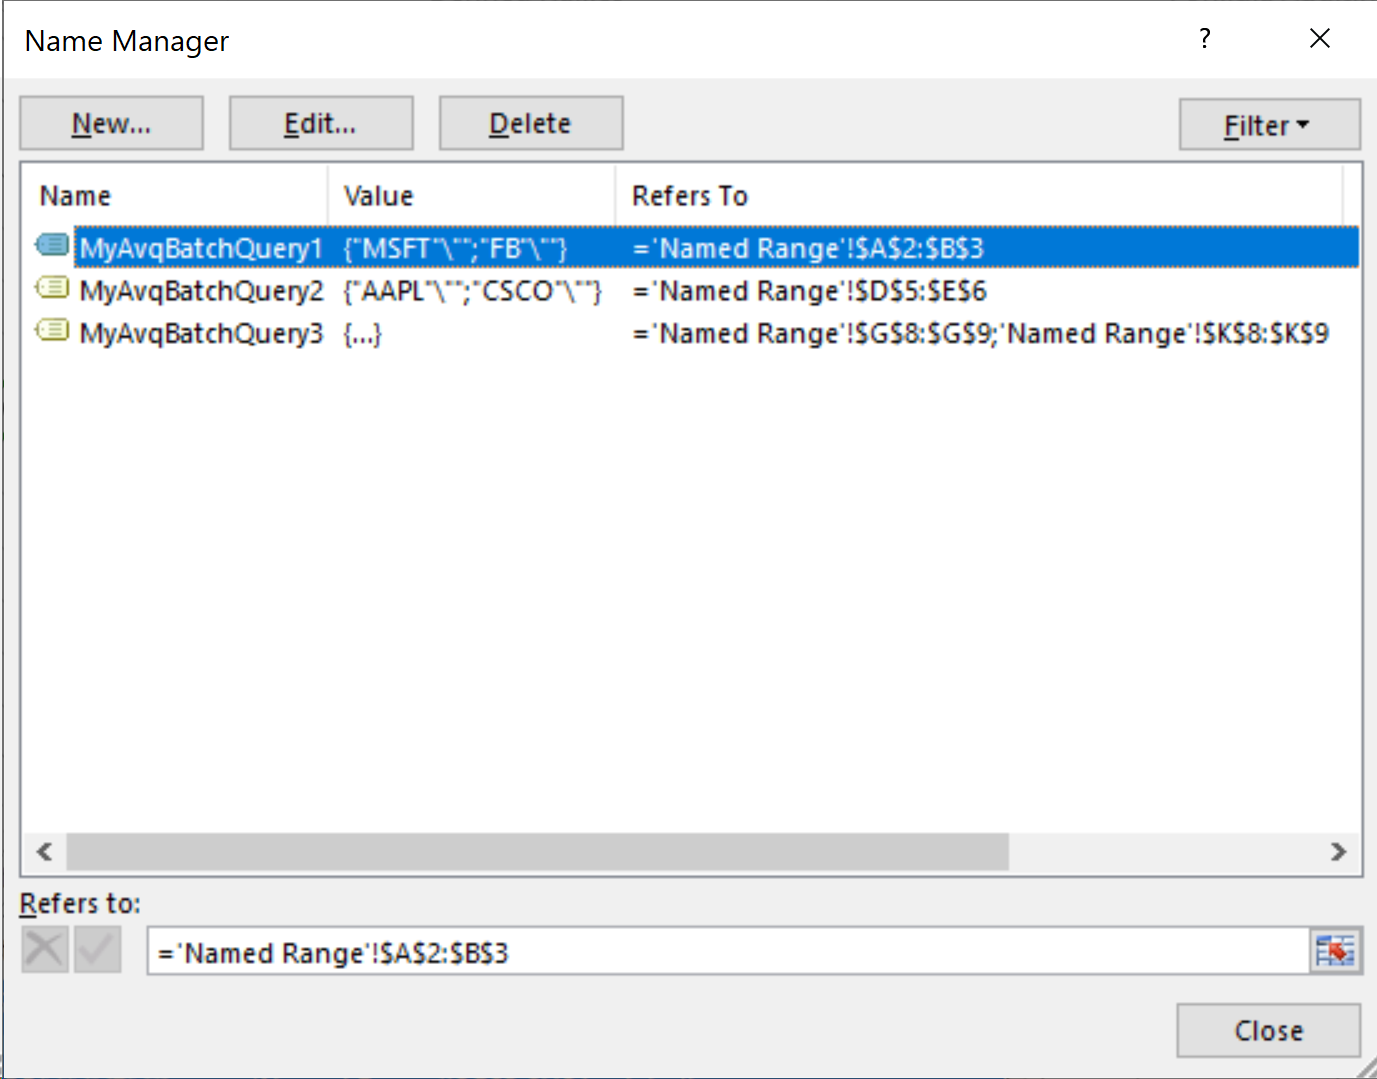 Name Manager ?
New... Edit... Delete Filter
Name Value Refers To
MyAvqBatchQuery1 {"MSFT"\"";"FB"\""} ='Named Range'!$A$2:$B$3
MyAvqBatchQuery2 {"AAPL"\"";"CSCO"\""} ='Named Range'!$D$5:$E$6
MyAvqBatchQuery3 {...} ='Named Range'!$G$8:$G$9;'Named Range'!$K$8:$K$9
Refers to:
='Named Range'!$A$2:$B$3
Close